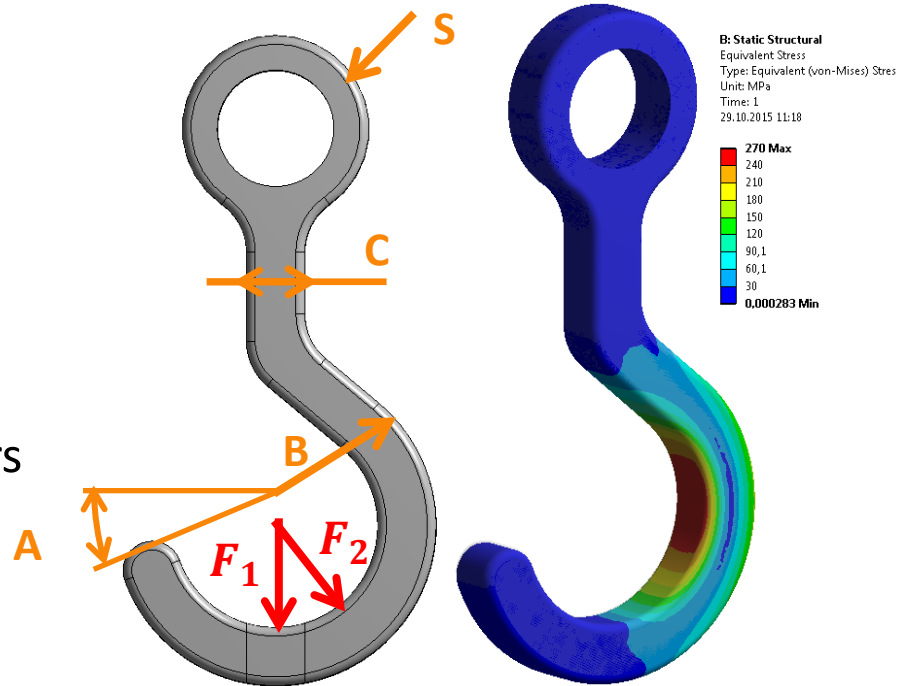 S
C
B
rs
A
F1
F2
B: Static Structural
Equivalent Stress
Type: Equivalent (von-Mises) Stres
Unit: MPa
Time: 1
29.10.2015 11:18
270 Max
240
210
180
150
120
90,1
60,1
30
0,000283 Min